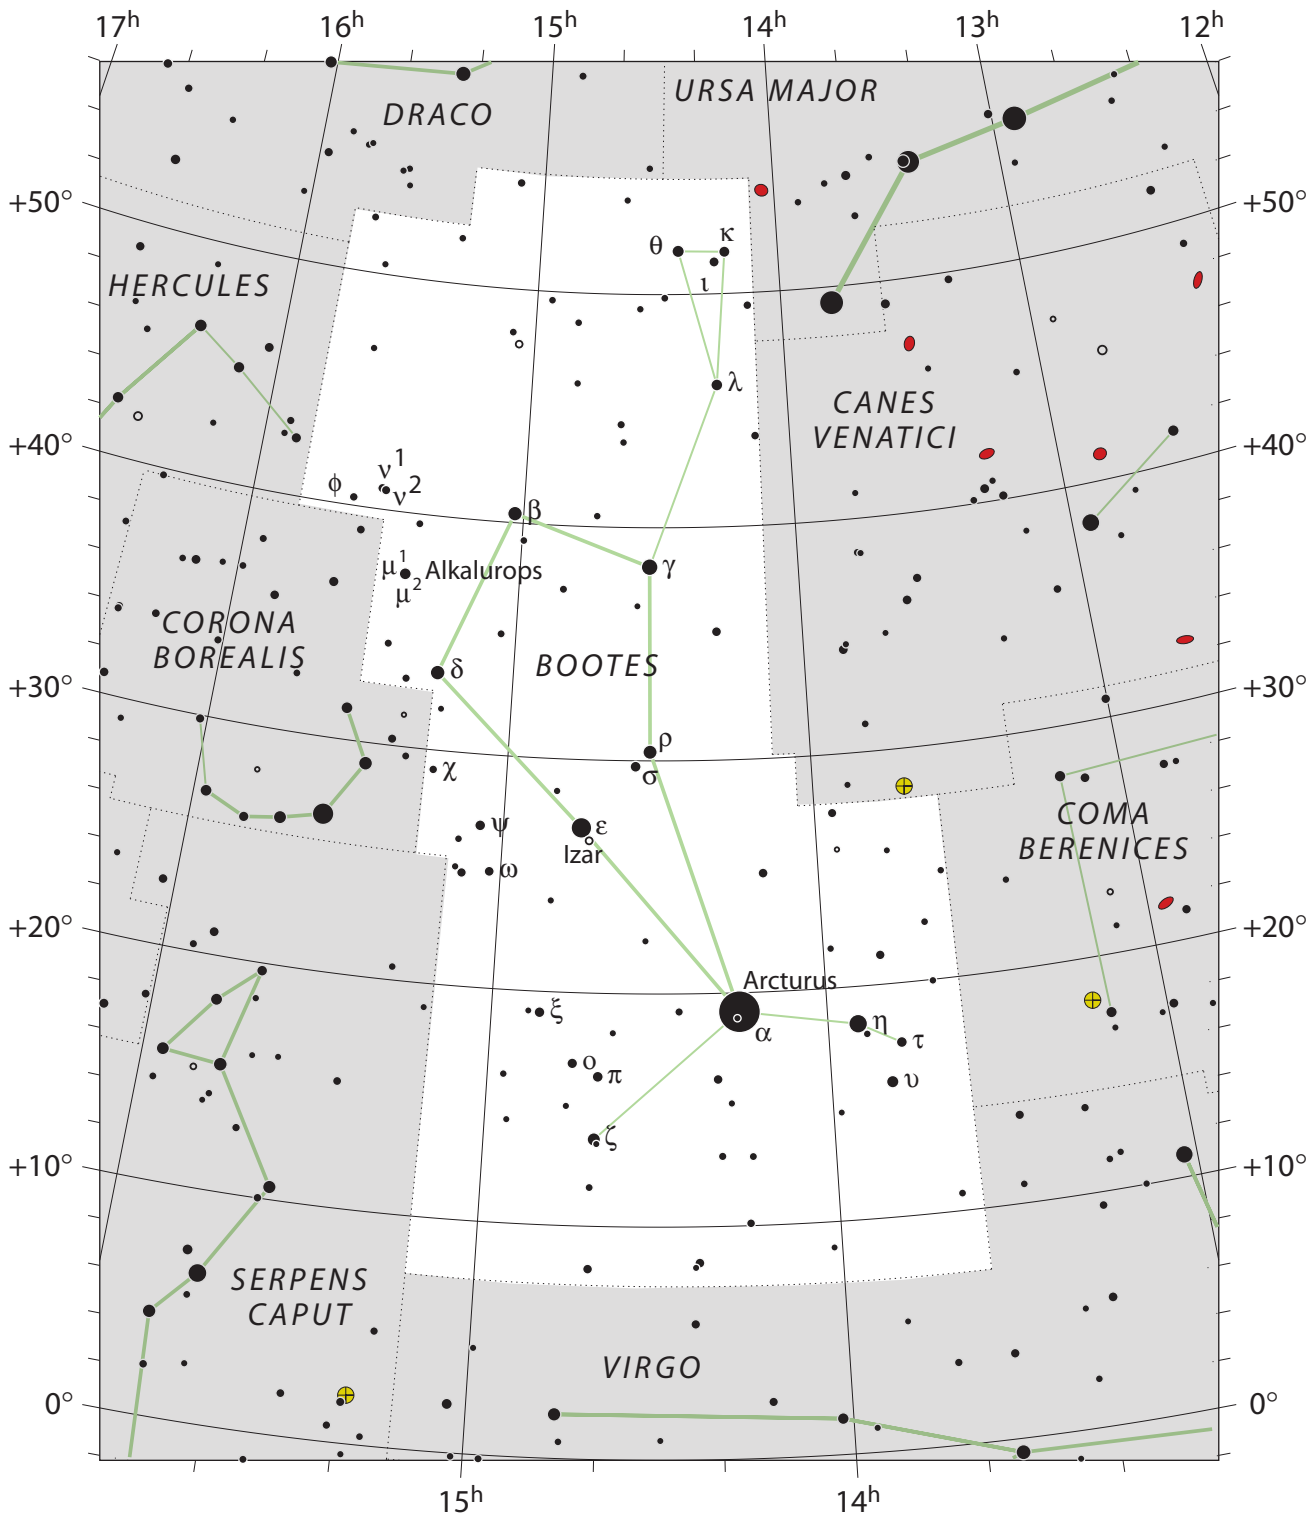 17h 16h 15h 14h 13h 12h
URSA MAJOR
DRACO
+50° +50°
θ κ
ι
HERCULES
λ
CANES
VENATICI
+40° +40°
ν1
ϕ ν2
β
μ1 Alkalurops γ
μ2
CORONA
BOREALIS
BOOTES
δ
+30° +30°
ρ
χ σ
COMA
BERENICES
ψ ε
Izar
ω
+20° +20°
Arcturus
ξ α η τ
ο π υ
ζ
+10° +10°
SERPENS
CAPUT
VIRGO
0° 0°
15h 14h